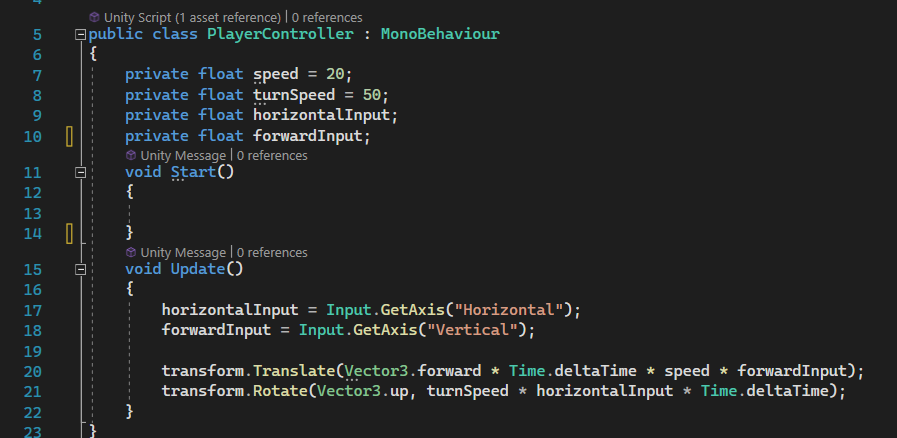 4
Unity Script (1 asset reference) | 0 references
5 public class PlayerController : MonoBehaviour
6 {
7 private float speed = 20;
8 private float turnSpeed = 50;
9 private float horizontalInput;
10 private float forwardInput;
Unity Message | 0 references
11 void Start()
12 {
13
14 }
Unity Message | 0 references
15 void Update()
16 {
17 horizontalInput = Input.GetAxis("Horizontal");
18 forwardInput = Input.GetAxis("Vertical");
19
20 transform.Translate(Vector3.forward * Time.deltaTime * speed * forwardInput);
21 transform.Rotate(Vector3.up, turnSpeed * horizontalInput * Time.deltaTime);
22 }
23 }